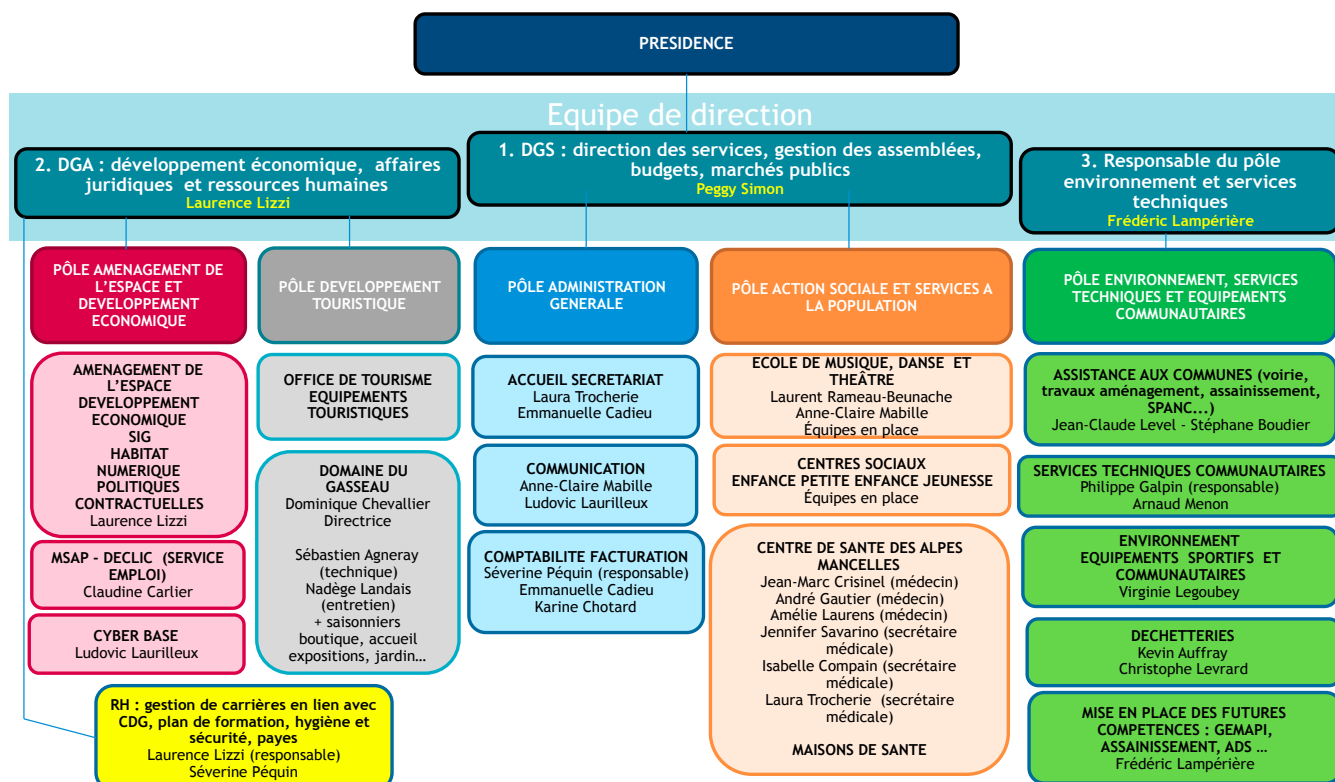 PRESIDENCE
Equipe de direction
2. DGA : développement économique, affaires
juridiques et ressources humaines
Laurence Lizzi
1. DGS : direction des services, gestion des assemblées,
budgets, marchés publics
Peggy Simon
3. Responsable du pôle
environnement et services
techniques
Frédéric Lampérière
PÔLE AMENAGEMENT DE
L’ESPACE ET
DEVELOPPEMENT
ECONOMIQUE
PÔLE DEVELOPPEMENT
TOURISTIQUE
PÔLE ADMINISTRATION
GENERALE
PÔLE ACTION SOCIALE ET SERVICES A
LA POPULATION
PÔLE ENVIRONNEMENT, SERVICES
TECHNIQUES ET EQUIPEMENTS
COMMUNAUTAIRES
AMENAGEMENT DE
L’ESPACE
DEVELOPPEMENT
ECONOMIQUE
SIG
HABITAT
NUMERIQUE
POLITIQUES
CONTRACTUELLES
Laurence Lizzi
MSAP - DECLIC (SERVICE
EMPLOI)
Claudine Carlier
CYBER BASE
Ludovic Laurilleux
RH : gestion de carrières en lien avec
CDG, plan de formation, hygiène et
sécurité, payes
Laurence Lizzi (responsable)
Séverine Péquin
OFFICE DE TOURISME
EQUIPEMENTS
TOURISTIQUES
DOMAINE DU
GASSEAU
Dominique Chevallier
Directrice
Sébastien Agneray
(technique)
Nadège Landais
(entretien)
+ saisonniers
boutique, accueil
expositions, jardin…
ACCUEIL SECRETARIAT
Laura Trocherie
Emmanuelle Cadieu
COMMUNICATION
Anne-Claire Mabille
Ludovic Laurilleux
COMPTABILITE FACTURATION
Séverine Péquin (responsable)
Emmanuelle Cadieu
Karine Chotard
ECOLE DE MUSIQUE, DANSE ET
THEÂTRE
Laurent Rameau-Beunache
Anne-Claire Mabille
Équipes en place
CENTRES SOCIAUX
ENFANCE PETITE ENFANCE JEUNESSE
Équipes en place
CENTRE DE SANTE DES ALPES
MANCELLES
Jean-Marc Crisinel (médecin)
André Gautier (médecin)
Amélie Laurens (médecin)
Jennifer Savarino (secrétaire
médicale)
Isabelle Compain (secrétaire
médicale)
Laura Trocherie (secrétaire
médicale)
MAISONS DE SANTE
ASSISTANCE AUX COMMUNES (voirie,
travaux aménagement, assainissement,
SPANC...)
Jean-Claude Level - Stéphane Boudier
SERVICES TECHNIQUES COMMUNAUTAIRES
Philippe Galpin (responsable)
Arnaud Menon
ENVIRONNEMENT
EQUIPEMENTS SPORTIFS ET
COMMUNAUTAIRES
Virginie Legoubey
DECHETTERIES
Kevin Auffray
Christophe Levrard
MISE EN PLACE DES FUTURES
COMPETENCES : GEMAPI,
ASSAINISSEMENT, ADS …
Frédéric Lampérière